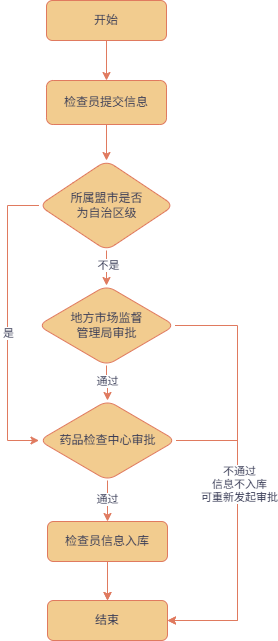 开始
检查员提交信息
所属盟市是否
为自治区级
不是
是
地方市场监督
管理局审批
通过
药品检查中心审批
不通过
信息不入库
可重新发起审批
通过
检查员信息入库
结束